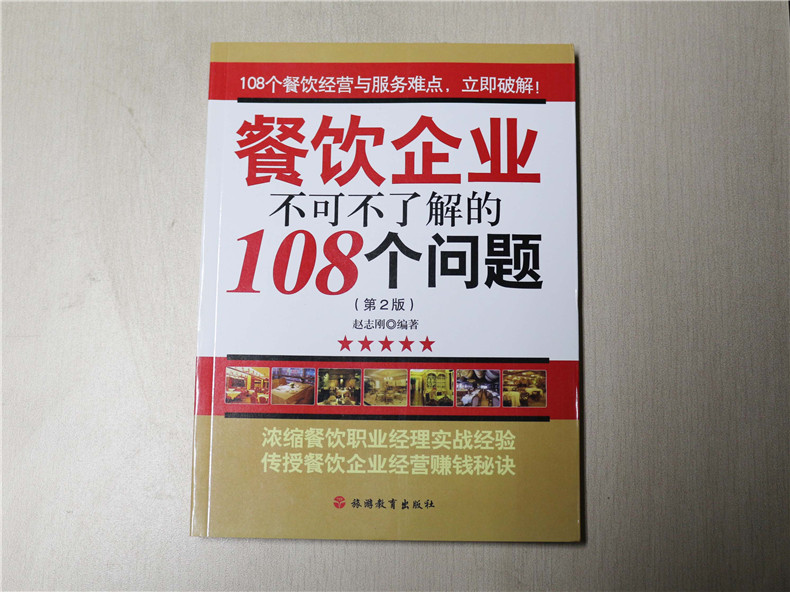 108个餐饮经营与服务难点，立即破解！
餐饮企业
不可不了解的
108个问题
（第2版）
赵志刚◎编著
浓缩餐饮职业经理实战经验
传授餐饮企业经营赚钱秘诀
旅游教育出版社